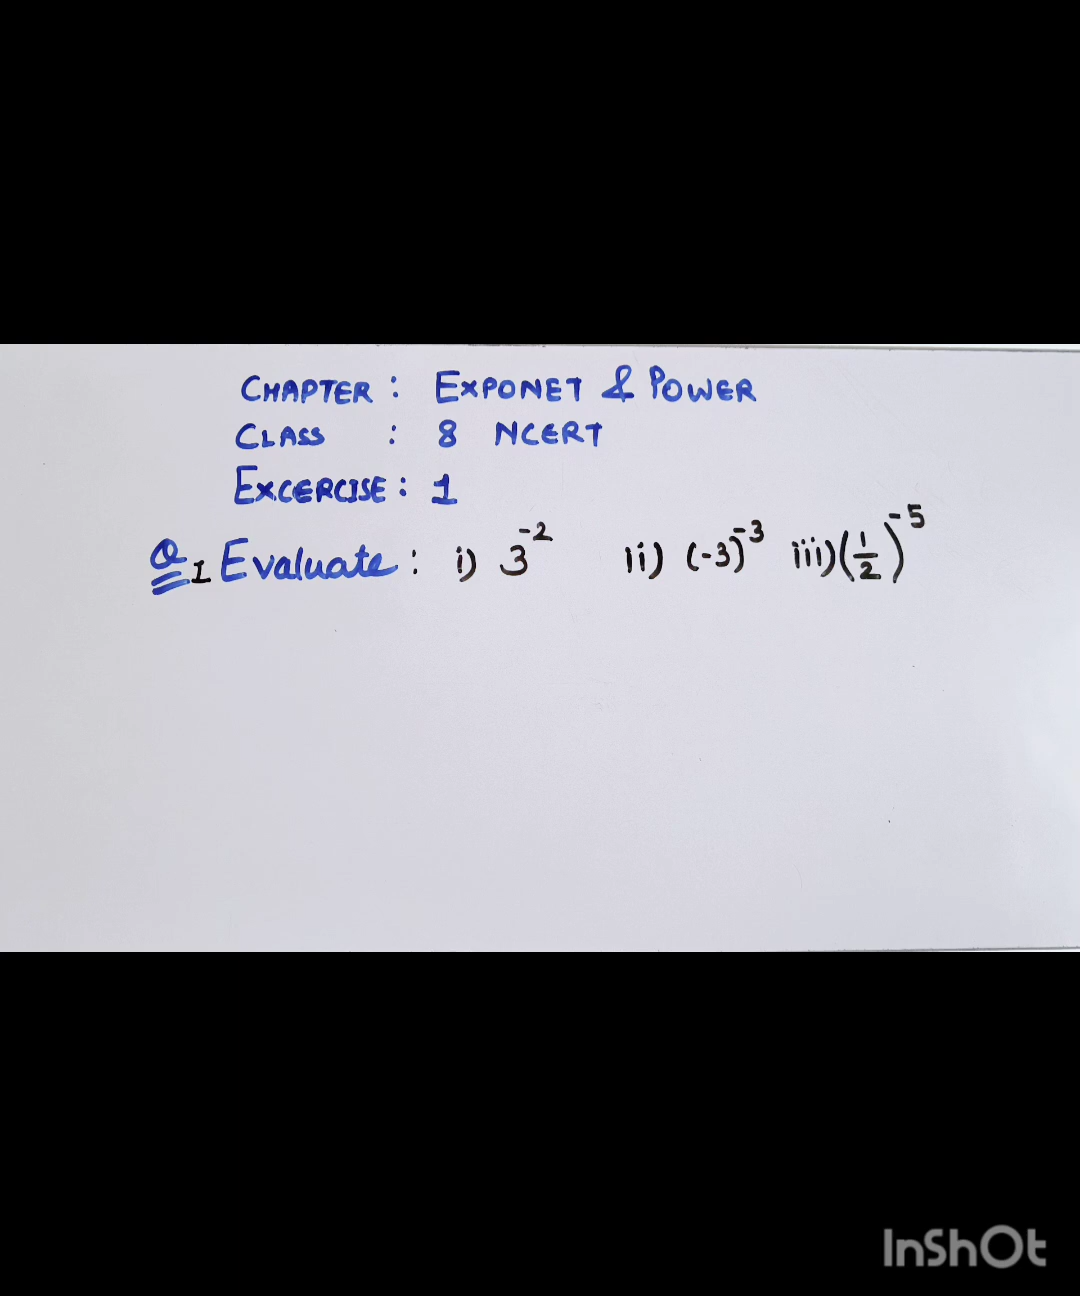 CHAPTER : EXPONET & POWER
CLASS : 8 NCERT
EXCERCISE : 1
Q1 Evaluate : i) 3⁻² ii) (-3)⁻³ iii) (1/2)⁻⁵
InShOt